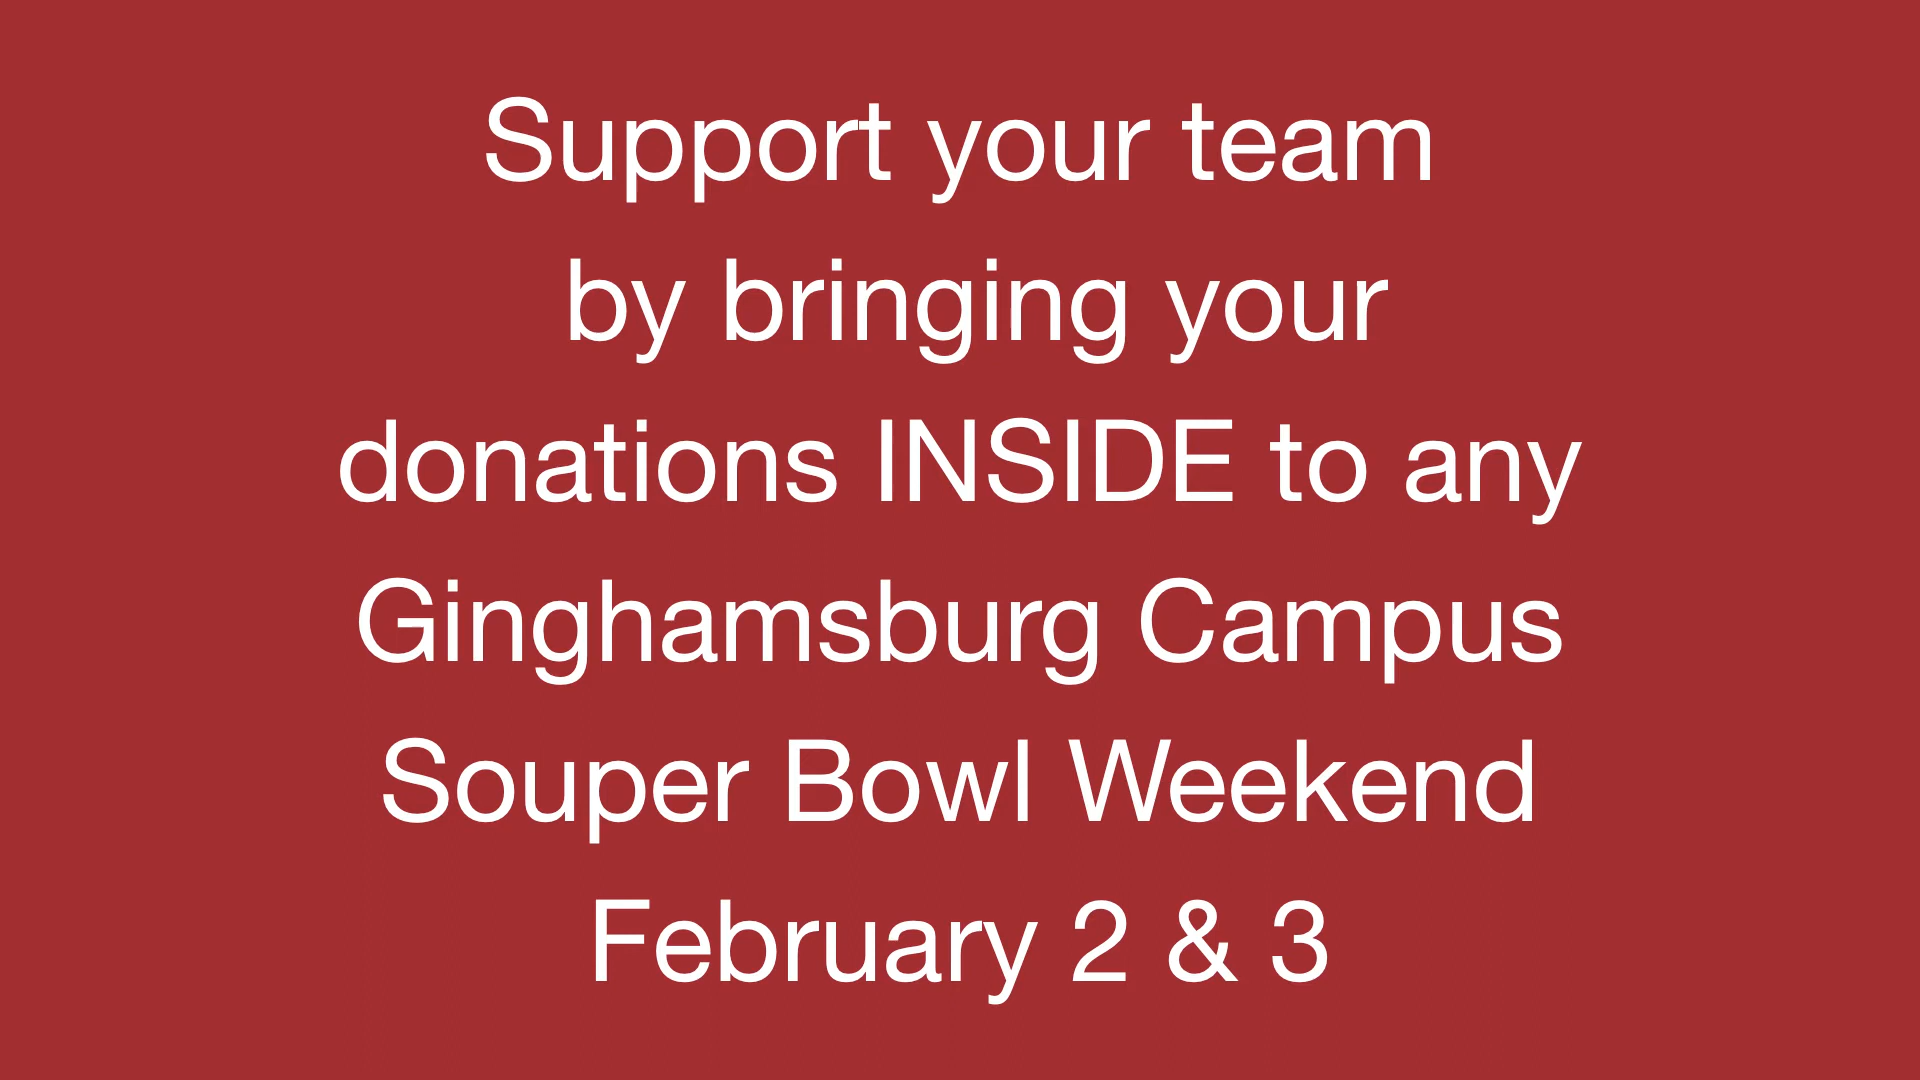 Support your team
by bringing your
donations INSIDE to any
Ginghamsburg Campus
Souper Bowl Weekend
February 2 & 3